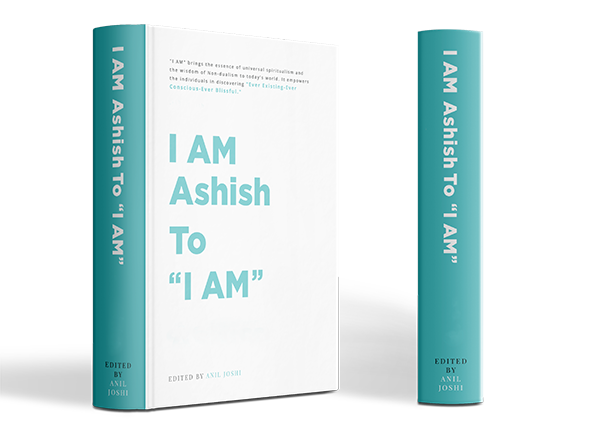 "I AM" brings the essence of universal spiritualism and
the wisdom of Non-dualism to today's world. It empowers
the individuals in discovering "Ever Existing-Ever
Conscious-Ever Blissful."
I AM
Ashish
To
"I AM"
EDITED BY ANIL JOSHI
I AM Ashish To "I AM"
EDITED
BY
ANIL
JOSHI
I AM Ashish To "I AM"
EDITED
BY
ANIL
JOSHI